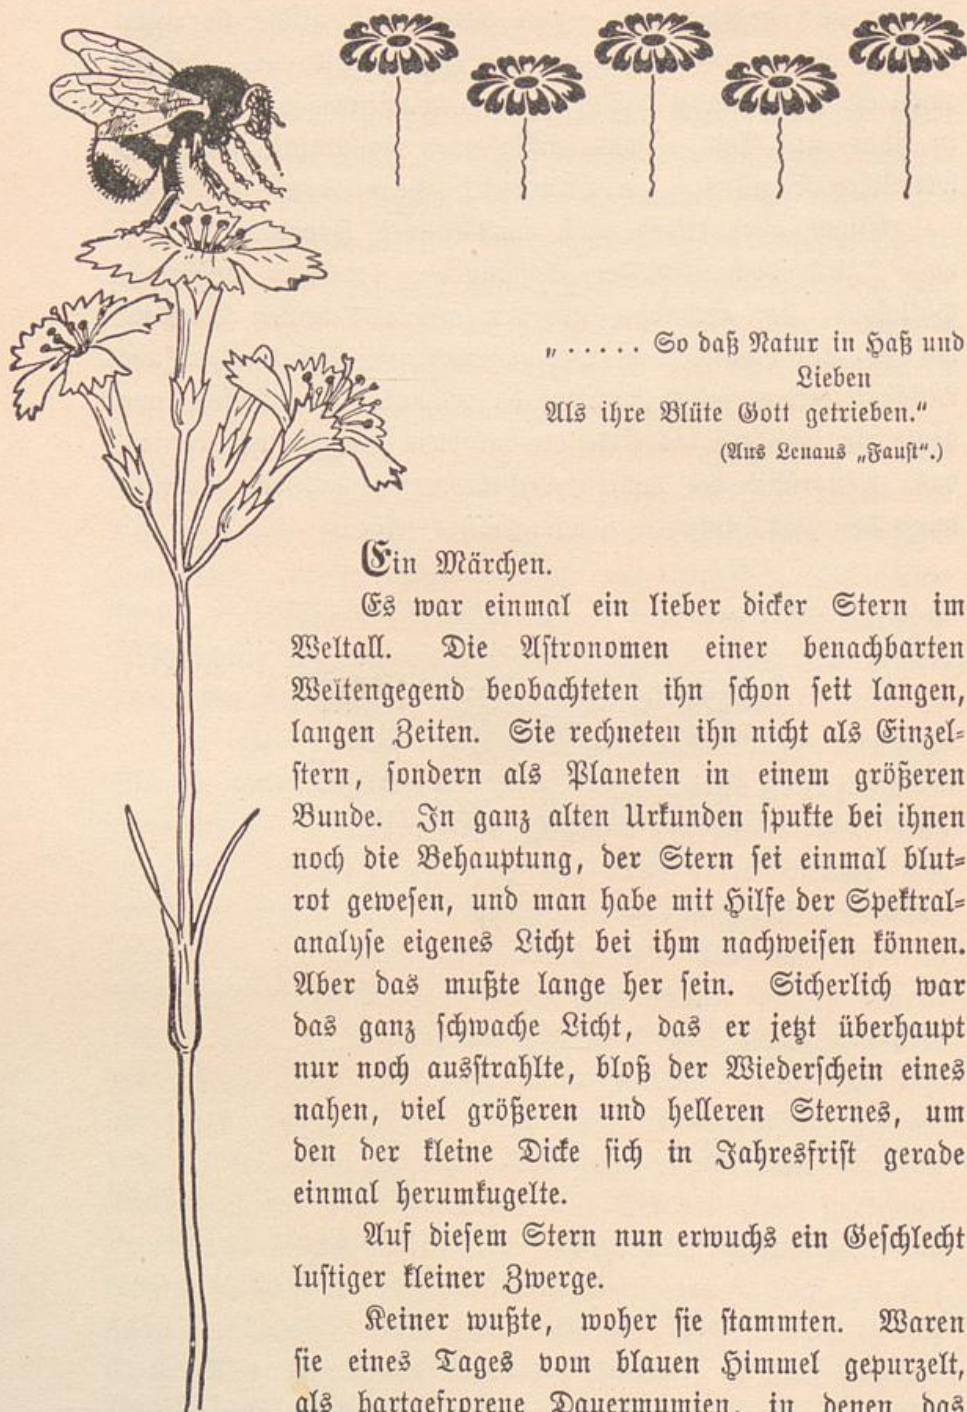 „ . . . . . So daß Natur in Haß und
Lieben
Als ihre Blüte Gott getrieben.“
(Aus Lenaus „Faust“.)
Ein Märchen.
Es war einmal ein lieber dicker Stern im
Weltall. Die Astronomen einer benachbarten
Weltengegend beobachteten ihn schon seit langen,
langen Zeiten. Sie rechneten ihn nicht als Einzel-
stern, sondern als Planeten in einem größeren
Bunde. In ganz alten Urkunden spukte bei ihnen
noch die Behauptung, der Stern sei einmal blut-
rot gewesen, und man habe mit Hilfe der Spektral-
analyse eigenes Licht bei ihm nachweisen können.
Aber das mußte lange her sein. Sicherlich war
das ganz schwache Licht, das er jetzt überhaupt
nur noch ausstrahlte, bloß der Wiederschein eines
nahen, viel größeren und helleren Sternes, um
den der kleine Dicke sich in Jahresfrist gerade
einmal herumkugelte.
Auf diesem Stern nun erwuchs ein Geschlecht
lustiger kleiner Zwerge.
Keiner wußte, woher sie stammten. Waren
sie eines Tages vom blauen Himmel gepurzelt,
als hartgefrorene Dauermumien, in denen das